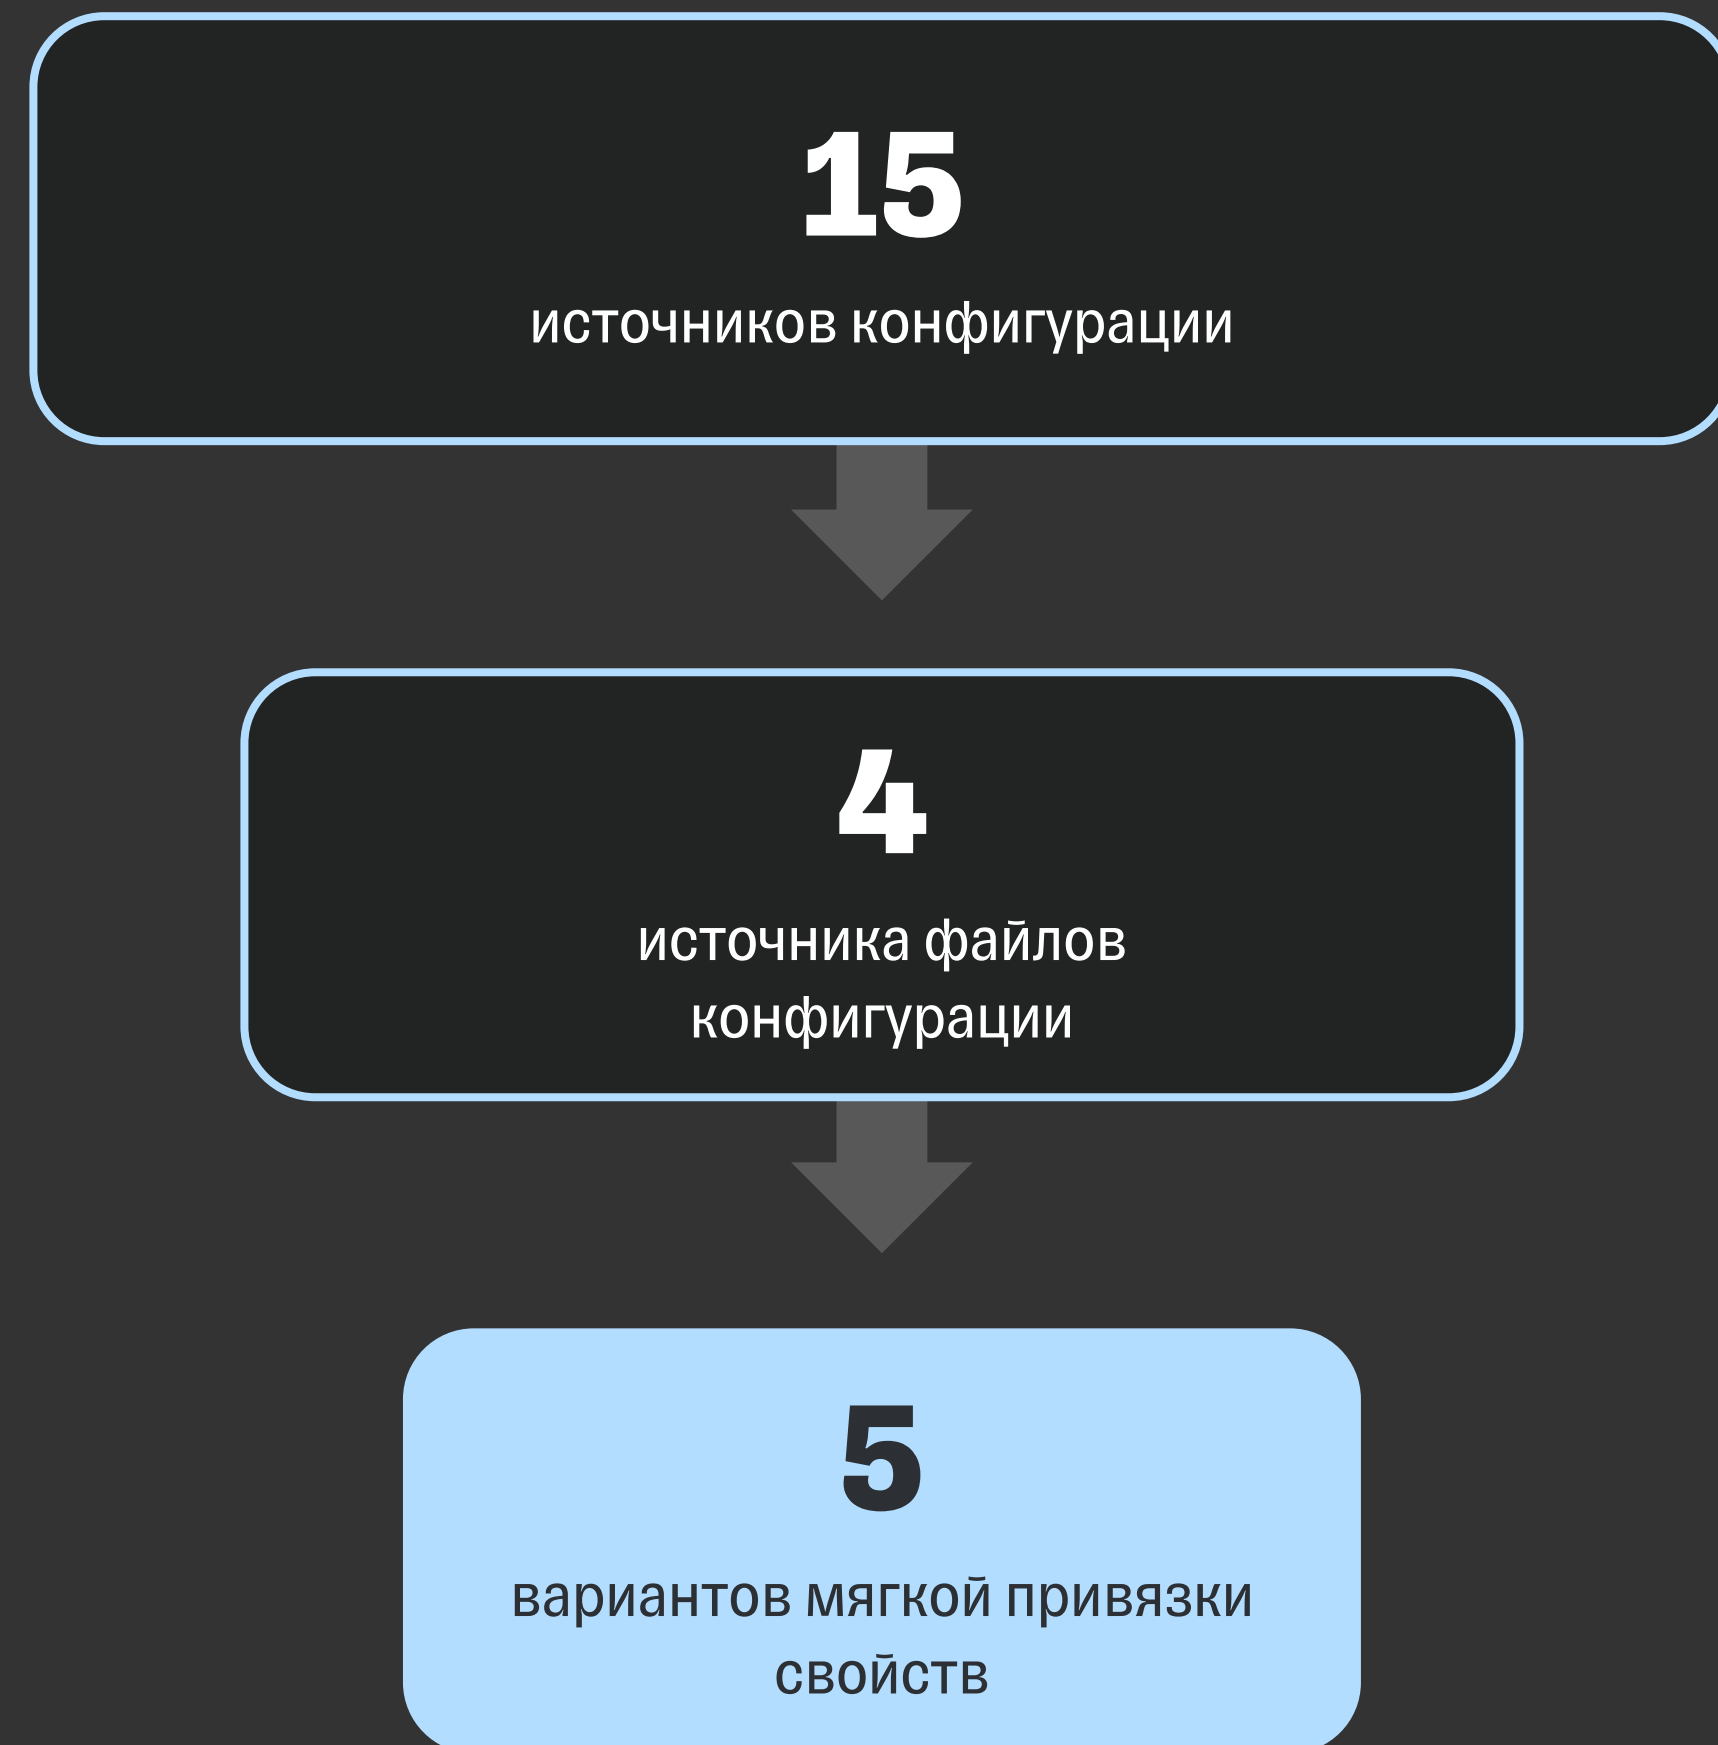 15
источников конфигурации
4
источника файлов
конфигурации
5
вариантов мягкой привязки
свойств